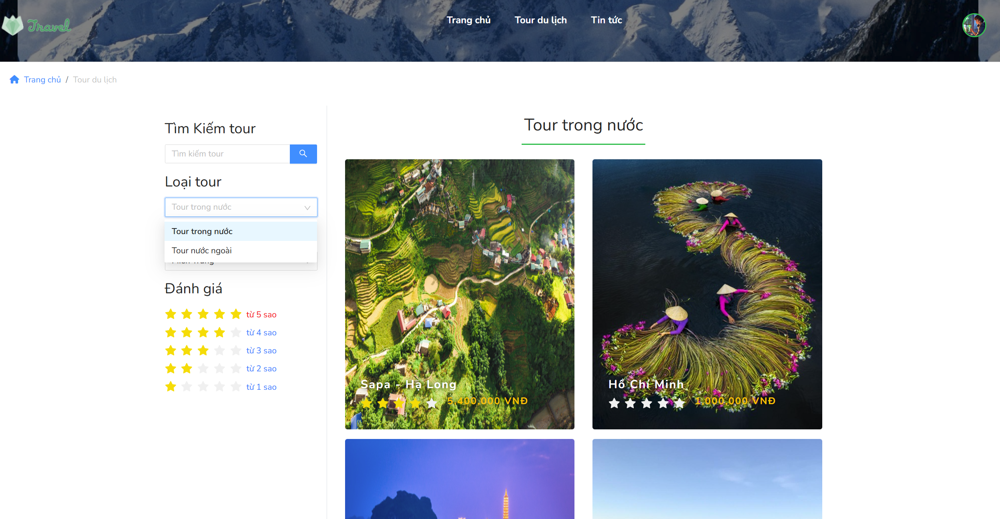 Travel
Trang chủ
Tour du lịch
Tin tức
Trang chủ / Tour du lịch
Tìm Kiếm tour
Tìm kiếm tour
Loại tour
Tour trong nước
Tour trong nước
Tour nước ngoài
Đánh giá
từ 5 sao
từ 4 sao
từ 3 sao
từ 2 sao
từ 1 sao
Tour trong nước
Sapa - Hạ Long
5,400,000 VNĐ
Hồ Chí Minh
1,000,000 VNĐ